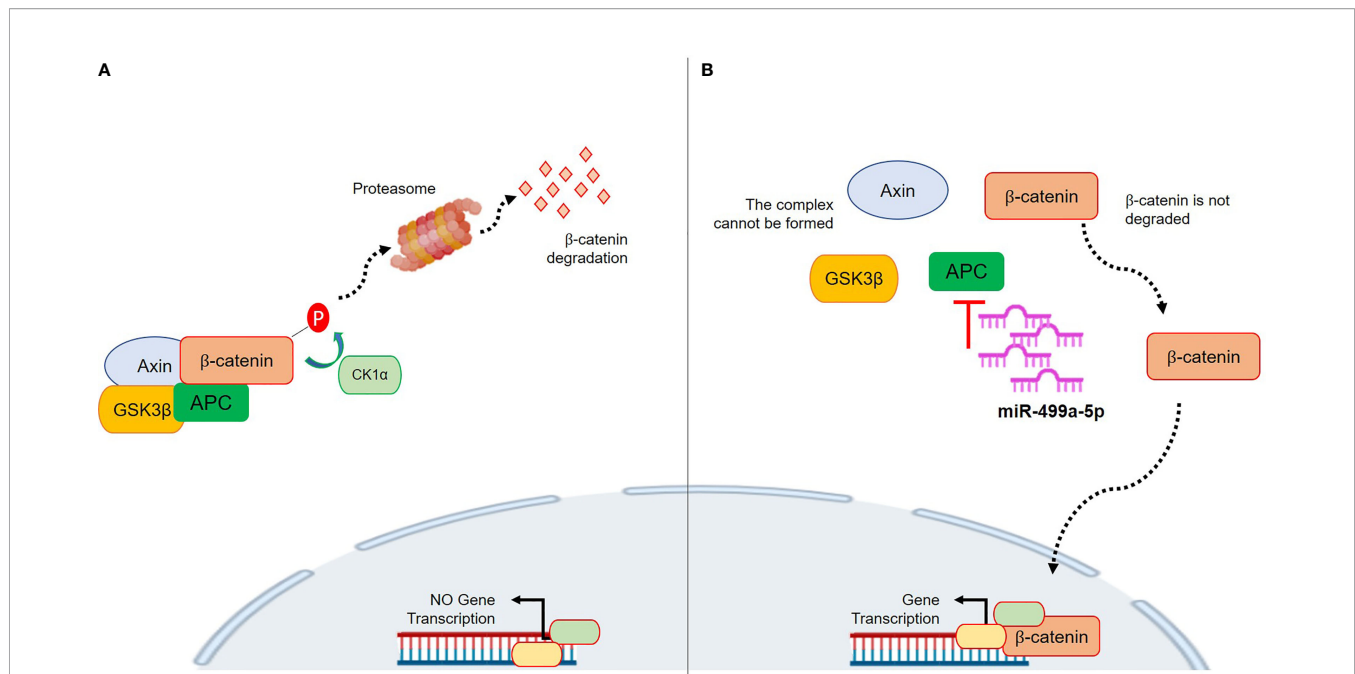 A
Proteasome
β-catenin
degradation
P
Axin
β-catenin
CK1α
GSK3β
APC
NO Gene
Transcription
B
Axin
β-catenin
The complex
cannot be formed
β-catenin is not
degraded
GSK3β
APC
β-catenin
miR-499a-5p
Gene
Transcription
β-catenin